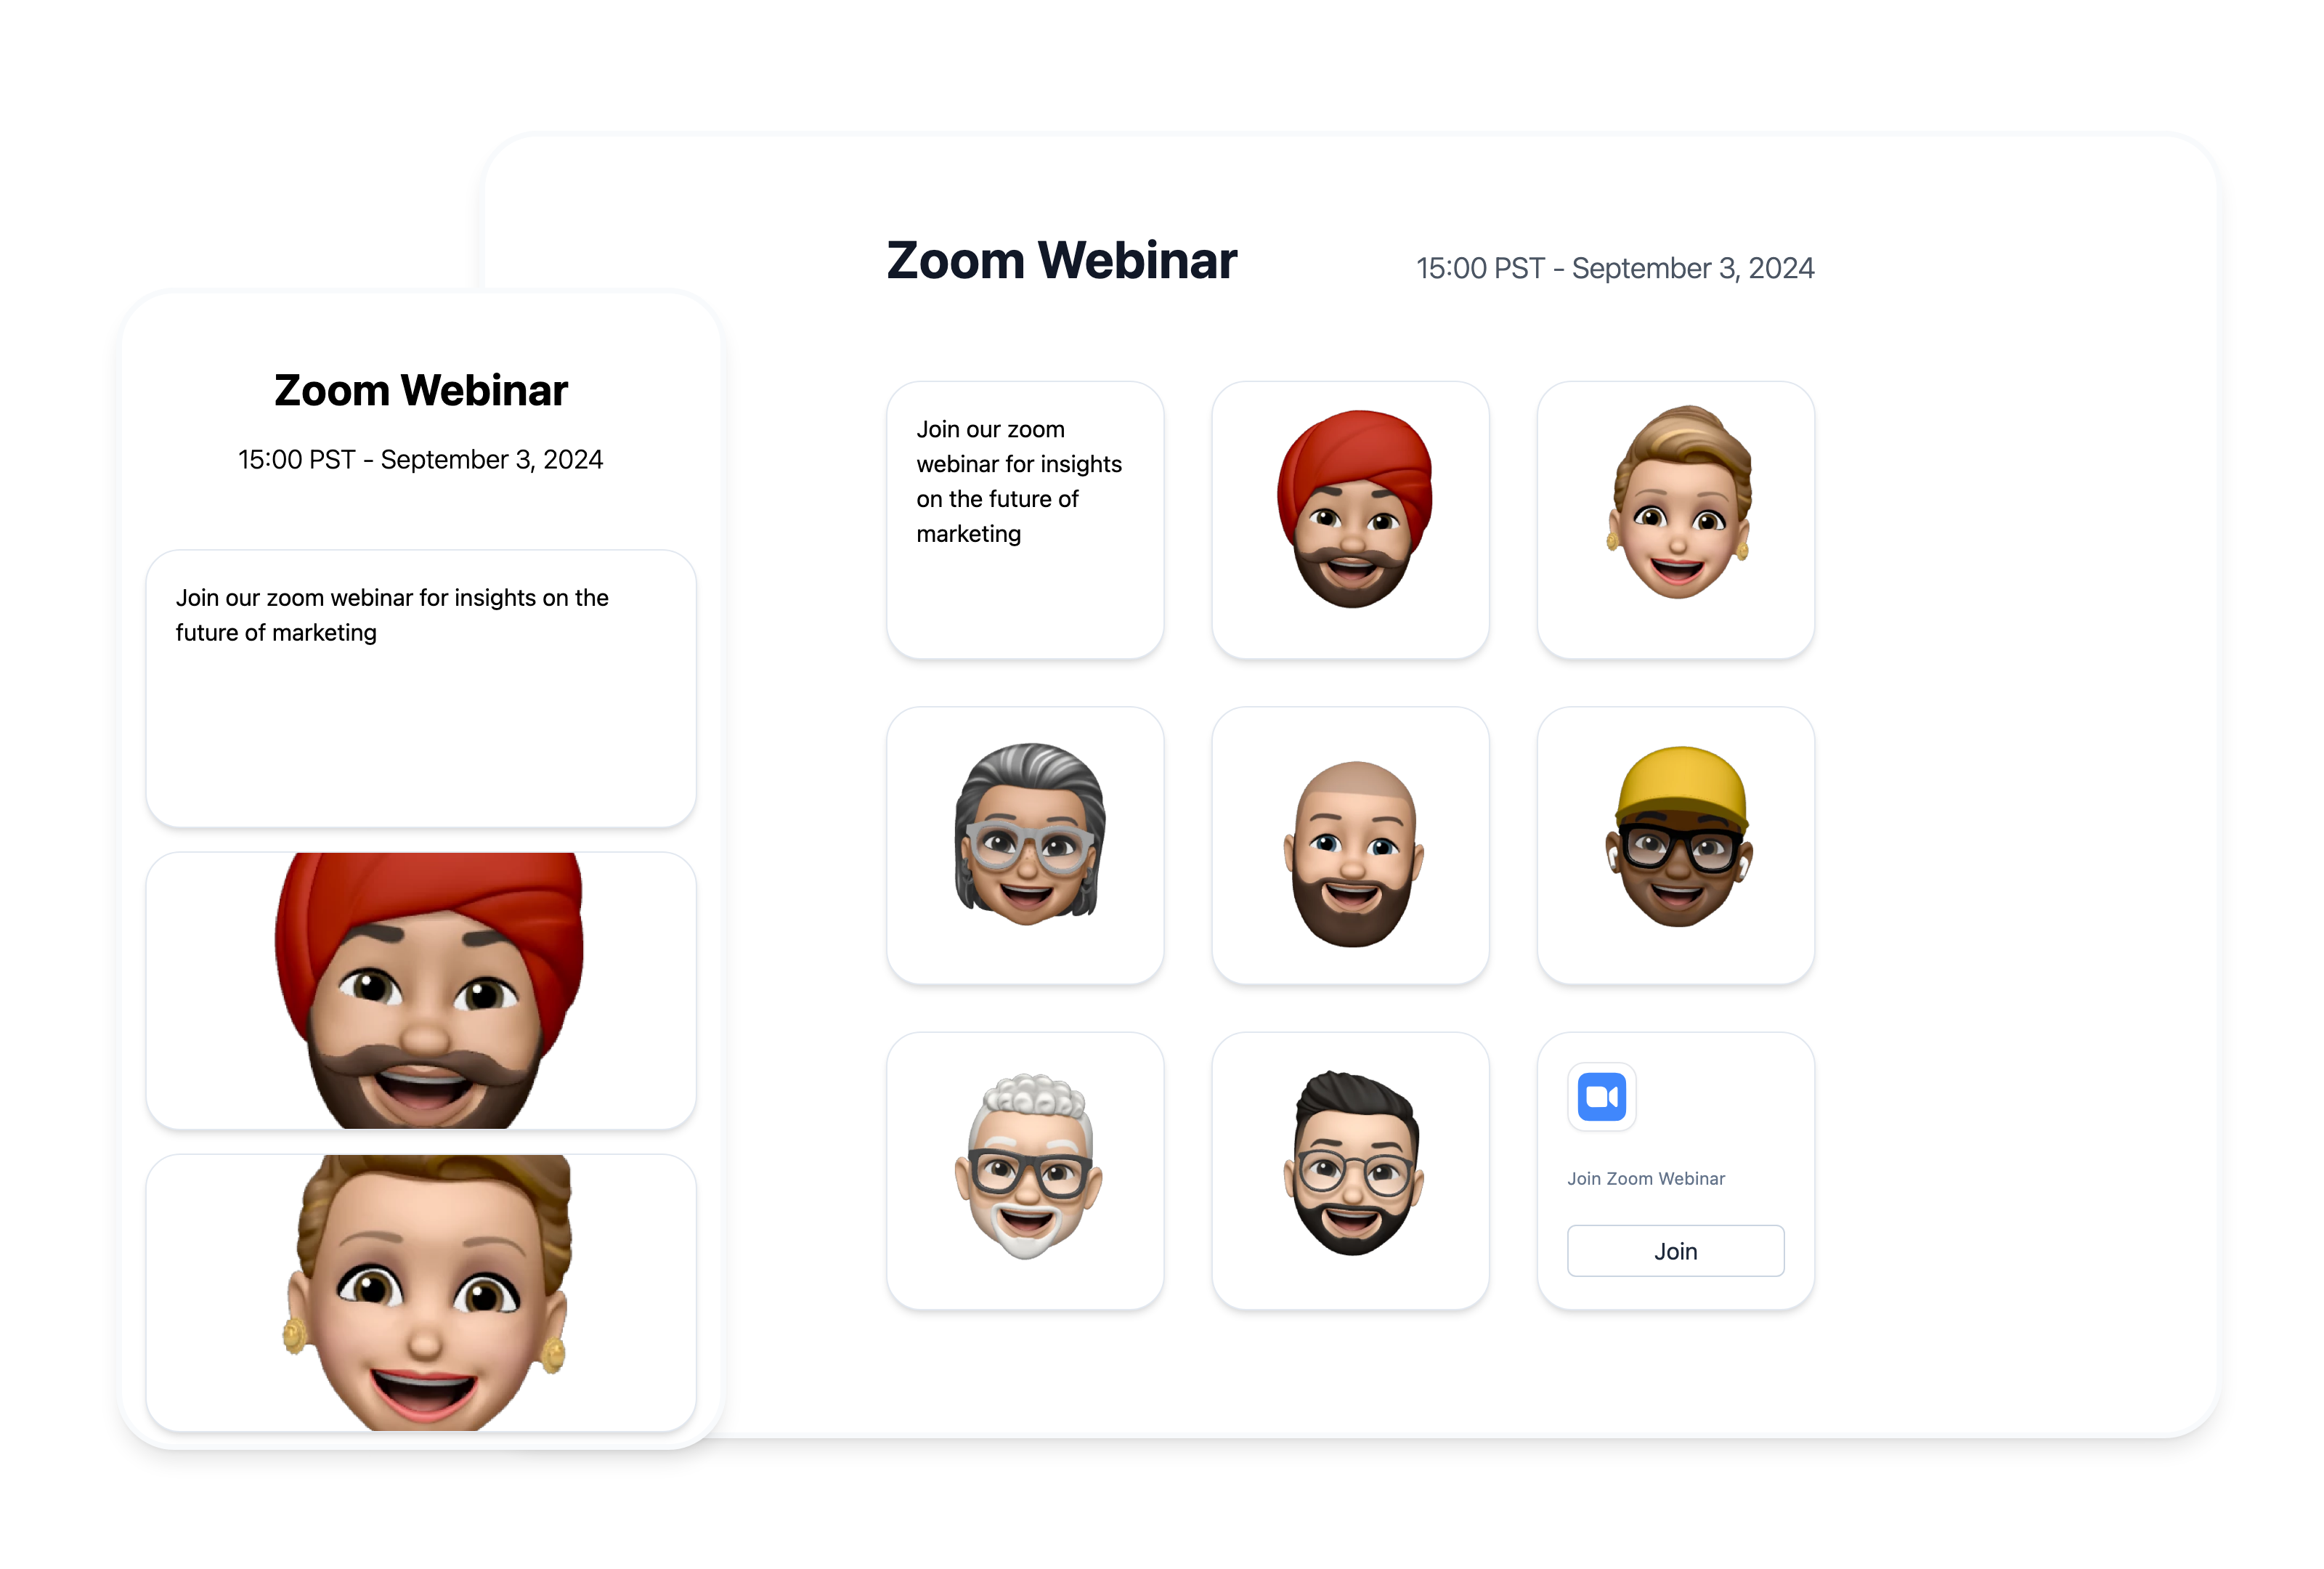 Zoom Webinar
15:00 PST - September 3, 2024
Join our zoom webinar for insights on the
future of marketing
Zoom Webinar
15:00 PST - September 3, 2024
Join our zoom
webinar for insights
on the future of
marketing
Join Zoom Webinar
Join